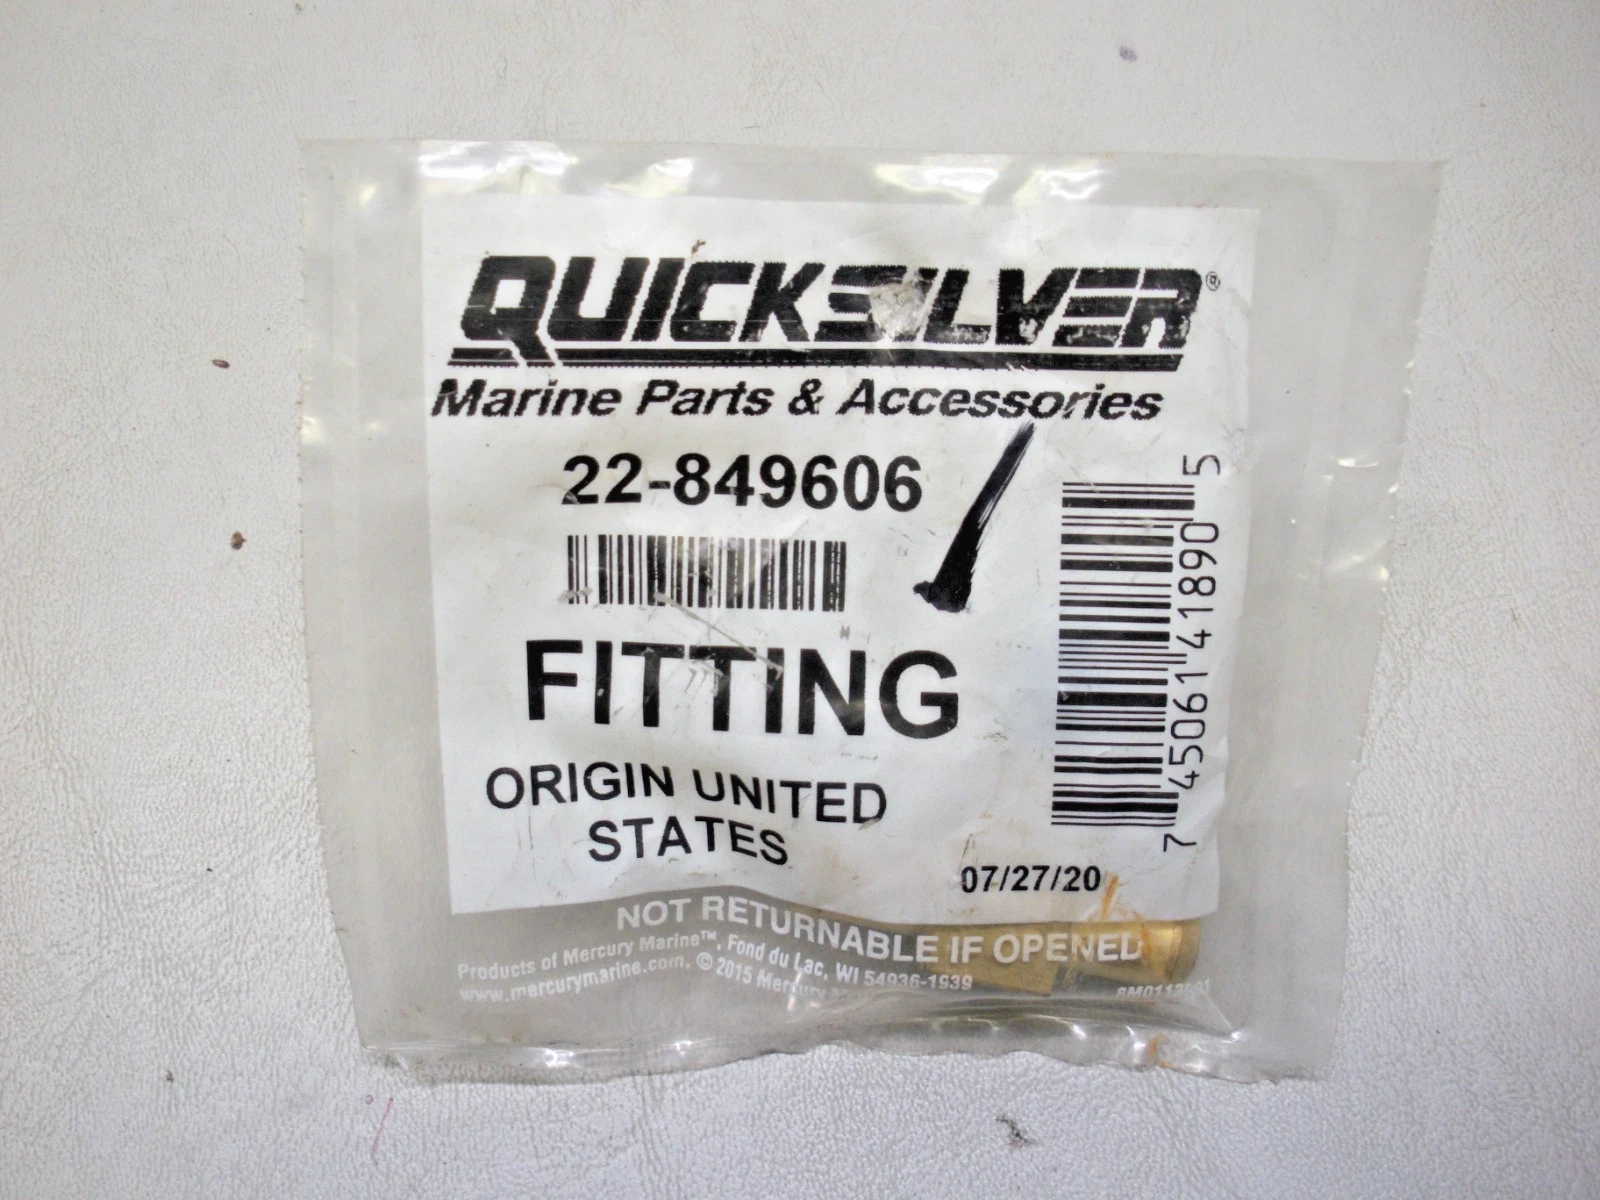 QUICKSILVER®
Marine Parts & Accessories
22-849606
FITTING
ORIGIN UNITED
STATES
7 45061 41890 5
07/27/20
NOT RETURNABLE IF OPENED
Products of Mercury Marine™, Fond du Lac, WI 54936-1939
www.mercurymarine.com, © 2015 Mercury